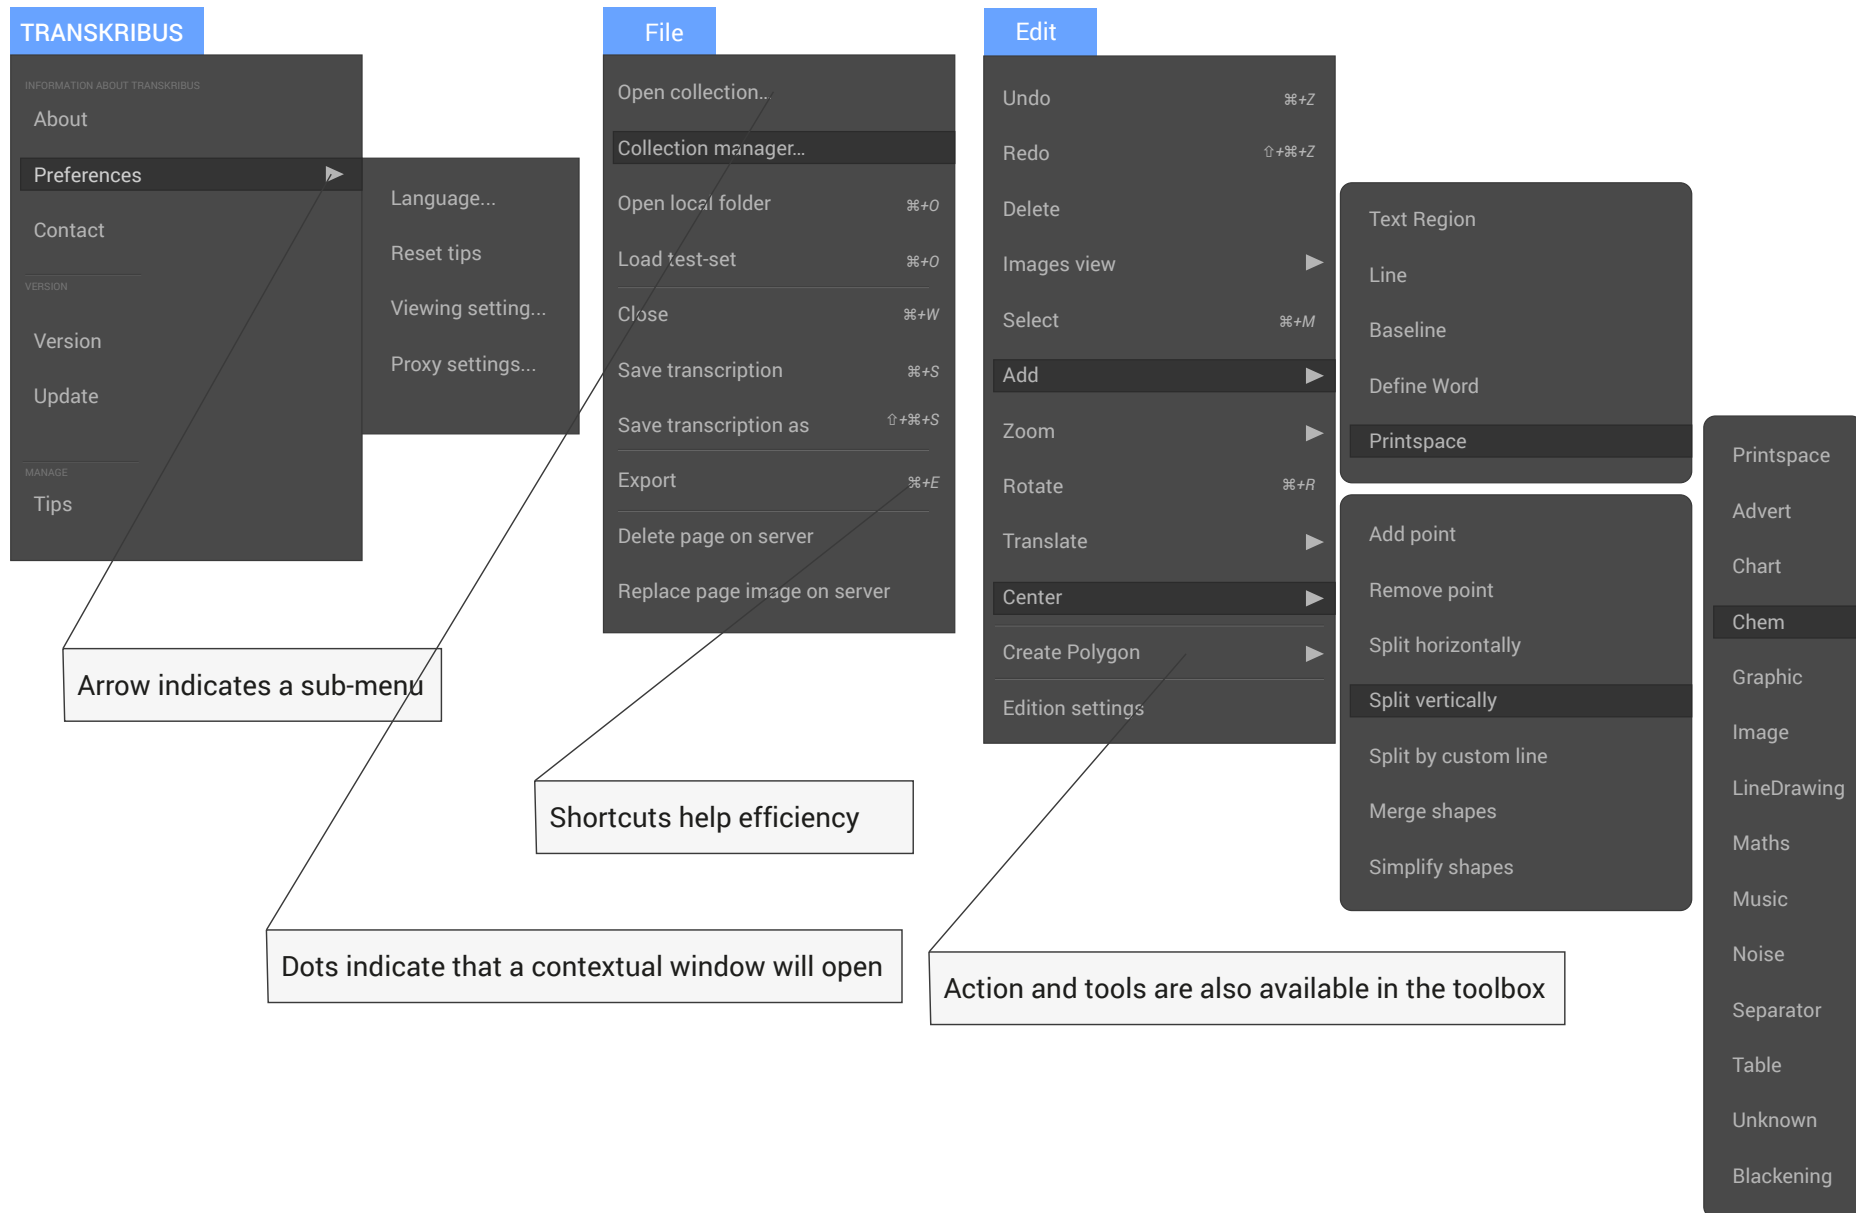 TRANSKRIBUS
INFORMATION ABOUT TRANSKRIBUS
About
Preferences ▶
Contact
VERSION
Version
Update
MANAGE
Tips
Language...
Reset tips
Viewing setting...
Proxy settings...
File
Open collection...
Collection manager...
Open local folder ⌘+O
Load test-set ⌘+O
Close ⌘+W
Save transcription ⌘+S
Save transcription as ⇧+⌘+S
Export ⌘+E
Delete page on server
Replace page image on server
Edit
Undo ⌘+Z
Redo ⇧+⌘+Z
Delete
Images view ▶
Select ⌘+M
Add ▶
Zoom ▶
Rotate ⌘+R
Translate ▶
Center ▶
Create Polygon ▶
Edition settings
Text Region
Line
Baseline
Define Word
Printspace
Add point
Remove point
Split horizontally
Split vertically
Split by custom line
Merge shapes
Simplify shapes
Printspace
Advert
Chart
Chem
Graphic
Image
LineDrawing
Maths
Music
Noise
Separator
Table
Unknown
Blackening
Arrow indicates a sub-menu
Shortcuts help efficiency
Dots indicate that a contextual window will open
Action and tools are also available in the toolbox